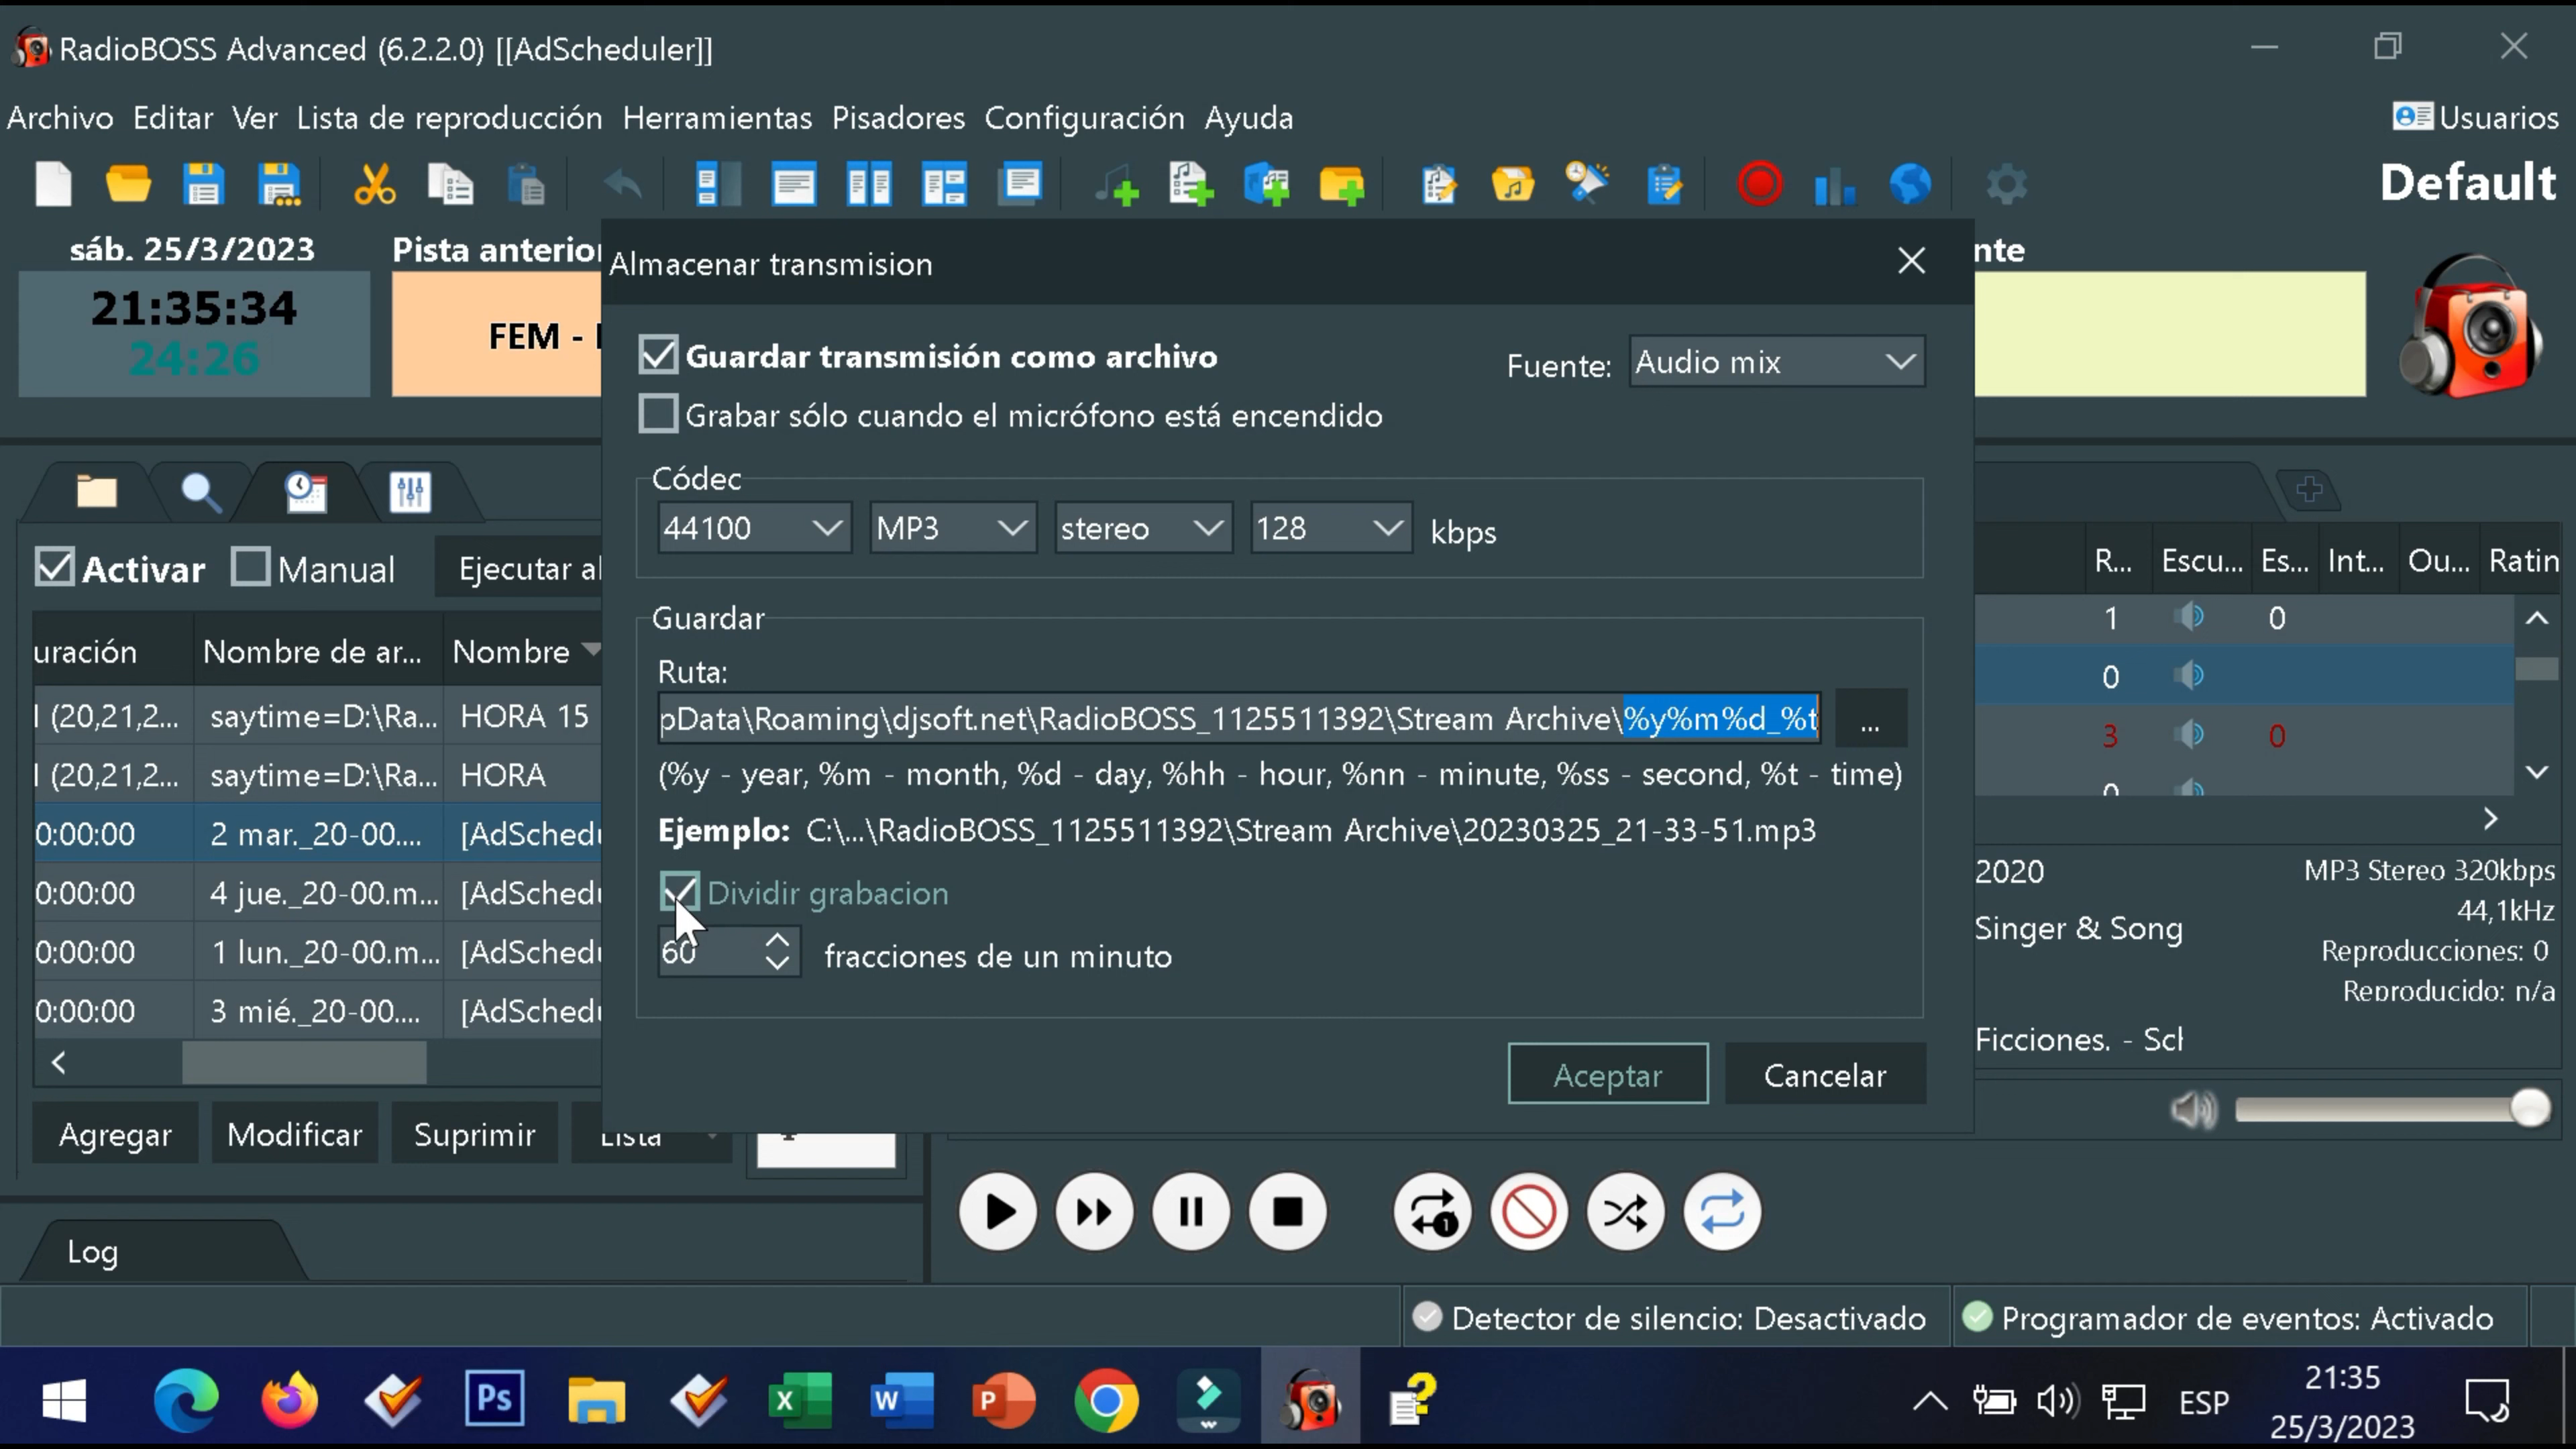 RadioBOSS Advanced (6.2.2.0) [[AdScheduler]]
Archivo Editar Ver Lista de reproducción Herramientas Pisadores Configuración Ayuda
Usuarios
Default
sáb. 25/3/2023
21:35:34
24:26
Pista anterio
FEM -
nte
Almacenar transmision
Guardar transmisión como archivo
Fuente: Audio mix
Grabar sólo cuando el micrófono está encendido
Códec
44100 MP3 stereo 128 kbps
Guardar
Ruta:
pData\Roaming\djsoft.net\RadioBOSS_1125511392\Stream Archive\%y%m%d_%t
...
(%y - year, %m - month, %d - day, %hh - hour, %nn - minute, %ss - second, %t - time)
Ejemplo: C:\...\RadioBOSS_1125511392\Stream Archive\20230325_21-33-51.mp3
Dividir grabacion
60 fracciones de un minuto
Aceptar Cancelar
Activar Manual Ejecutar a
uración Nombre de ar... Nombre
l (20,21,2... saytime=D:\Ra... HORA 15
l (20,21,2... saytime=D:\Ra... HORA
0:00:00 2 mar._20-00.... [AdSched
0:00:00 4 jue._20-00.m... [AdSched
0:00:00 1 lun._20-00.m... [AdSched
0:00:00 3 mié._20-00.... [AdSched
Agregar Modificar Suprimir Lista
Log
R... Escu... Es... Int... Ou... Ratin
1 0
0
3 0
0
2020
MP3 Stereo 320kbps
44,1kHz
Singer & Song
Reproducciones: 0
Reproducido: n/a
Ficciones. - Scl
1
Detector de silencio: Desactivado
Programador de eventos: Activado
Ps X W P
ESP
21:35
25/3/2023